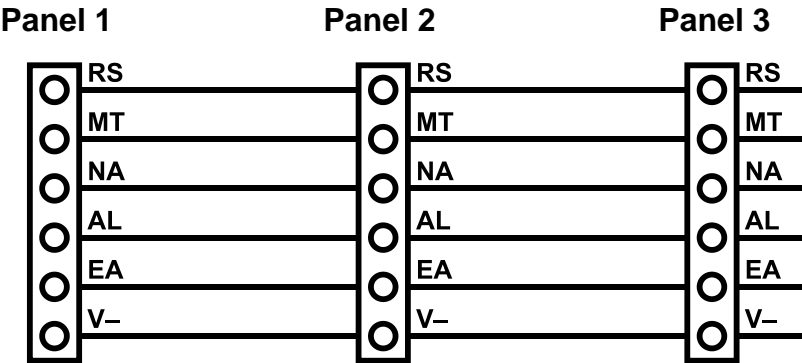 Panel 1 Panel 2 Panel 3
RS RS RS
MT MT MT
NA NA NA
AL AL AL
EA EA EA
V– V– V–